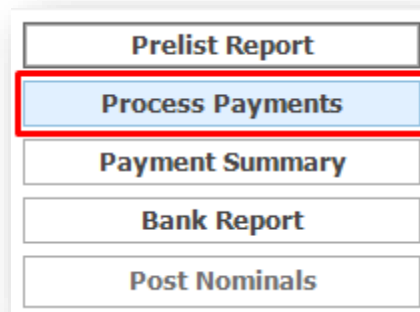 Prelist Report
Process Payments
Payment Summary
Bank Report
Post Nominals